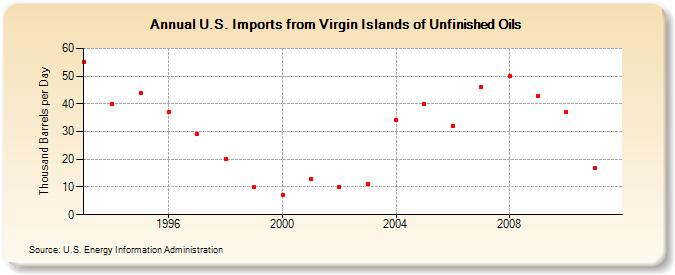 Annual U.S. Imports from Virgin Islands of Unfinished Oils
Thousand Barrels per Day
60
50
40
30
20
10
0
1996 2000 2004 2008
Source: U.S. Energy Information Administration